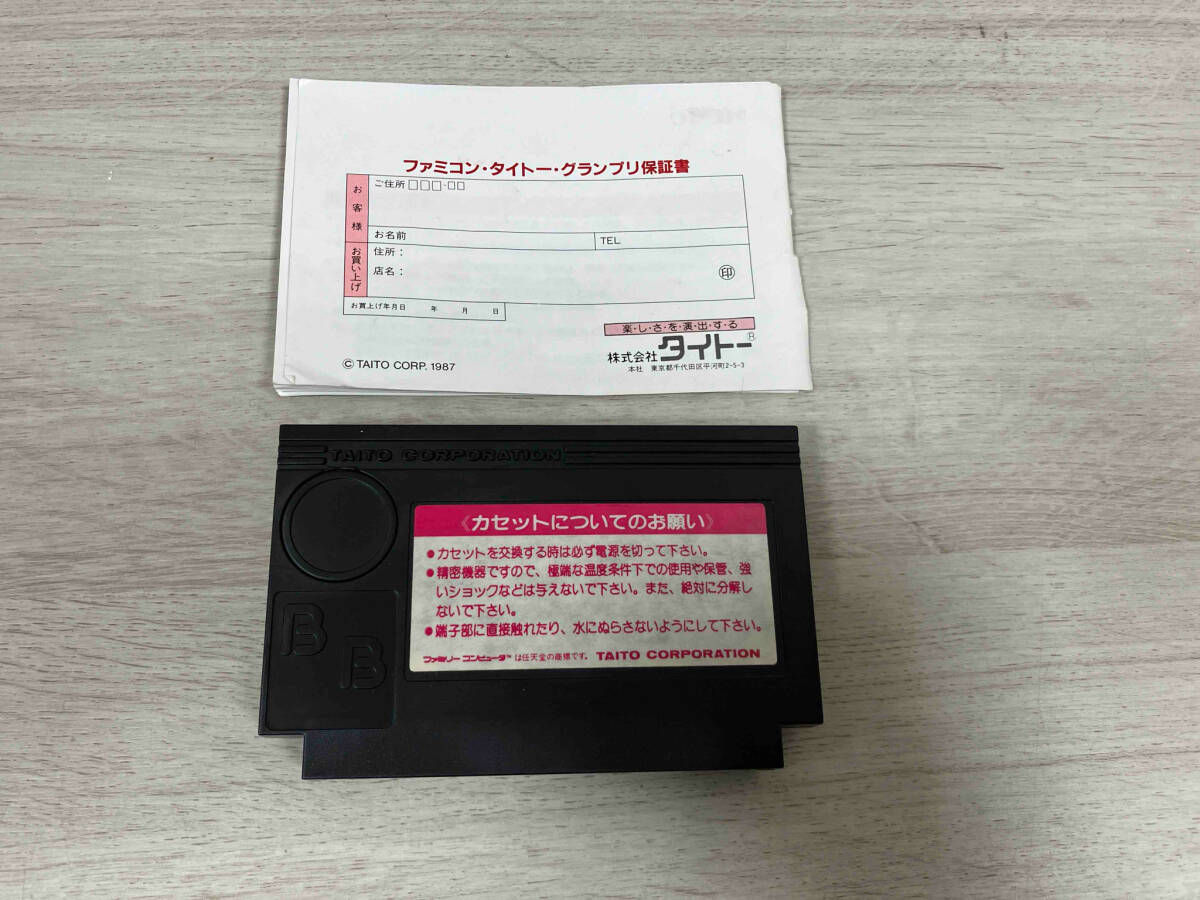 ファミコン・タイトー・グランプリ保証書
お客様
ご住所□□□-□□
お名前
TEL
お買い上げ
住所：
店名：
印
お買上げ年月日 年 月 日
楽・し・さ・を・演・出・す・る
株式会社 タイトー®
本社 東京都千代田区平河町2-5-3
© TAITO CORP. 1987
TAITO CORPORATION
B
B
《カセットについてのお願い》
●カセットを交換する時は必ず電源を切って下さい。
●精密機器ですので、極端な温度条件下での使用や保管、強
いショックなどは与えないで下さい。また、絶対に分解し
ないで下さい。
●端子部に直接触れたり、水にぬらさないようにして下さい。
ファミリーコンピュータ™は任天堂の商標です。 TAITO CORPORATION